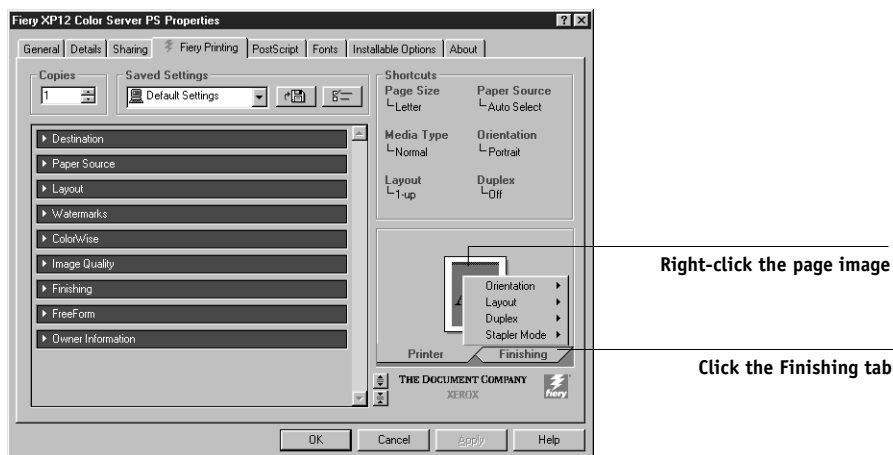 Fiery XP12 Color Server PS Properties
General Details Sharing Fiery Printing PostScript Fonts Installable Options About
Copies
1
Saved Settings
Default Settings
Destination
Paper Source
Layout
Watermarks
ColorWise
Image Quality
Finishing
FreeForm
Owner Information
Shortcuts
Page Size Paper Source
Letter Auto Select
Media Type Orientation
Normal Portrait
Layout Duplex
1-up Off
Orientation
Layout
Duplex
Stapler Mode
Printer Finishing
THE DOCUMENT COMPANY
XEROX
fiery
OK Cancel Apply Help
Right-click the page image
Click the Finishing tab